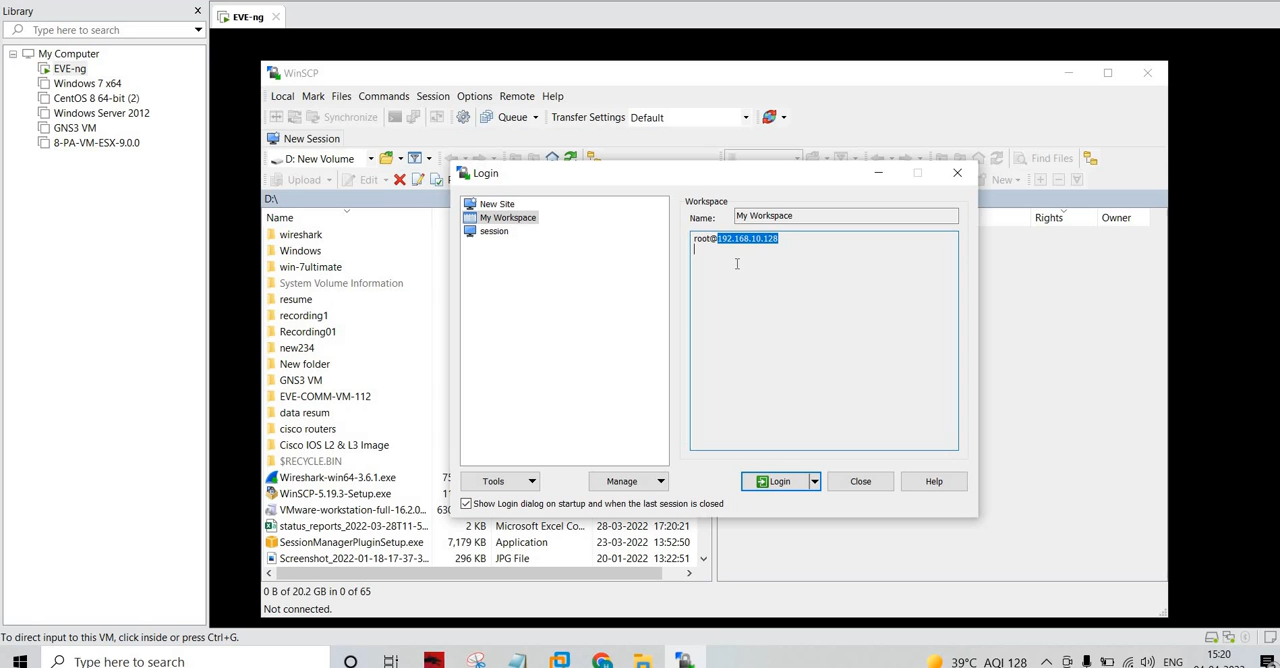 Library
Type here to search
My Computer
EVE-ng
Windows 7 x64
CentOS 8 64-bit (2)
Windows Server 2012
GNS3 VM
8-PA-VM-ESX-9.0.0
EVE-ng
WinSCP
Local Mark Files Commands Session Options Remote Help
Synchronize Queue Transfer Settings Default
New Session
D: New Volume Find Files
Upload Edit New
D:\
Name Rights Owner
wireshark
Windows
win-7ultimate
System Volume Information
resume
recording1
Recording01
new234
New folder
GNS3 VM
EVE-COMM-VM-112
data resum
cisco routers
Cisco IOS L2 & L3 Image
$RECYCLE.BIN
Wireshark-win64-3.6.1.exe 75
WinSCP-5.19.3-Setup.exe
VMware-workstation-full-16.2.0...
status_reports_2022-03-28T11-5... 2 KB Microsoft Excel Co... 28-03-2022 17:20:21
SessionManagerPluginSetup.exe 7,179 KB Application 23-03-2022 13:52:50
Screenshot_2022-01-18-17-37-3... 296 KB JPG File 20-01-2022 13:22:51
0 B of 20.2 GB in 0 of 65
Not connected.
Login
New Site
My Workspace
session
Workspace
Name: My Workspace
root@192.168.10.128
Tools Manage Login Close Help
Show Login dialog on startup and when the last session is closed
To direct input to this VM, click inside or press Ctrl+G.
Type here to search
39°C AQI 128 ENG
15:20